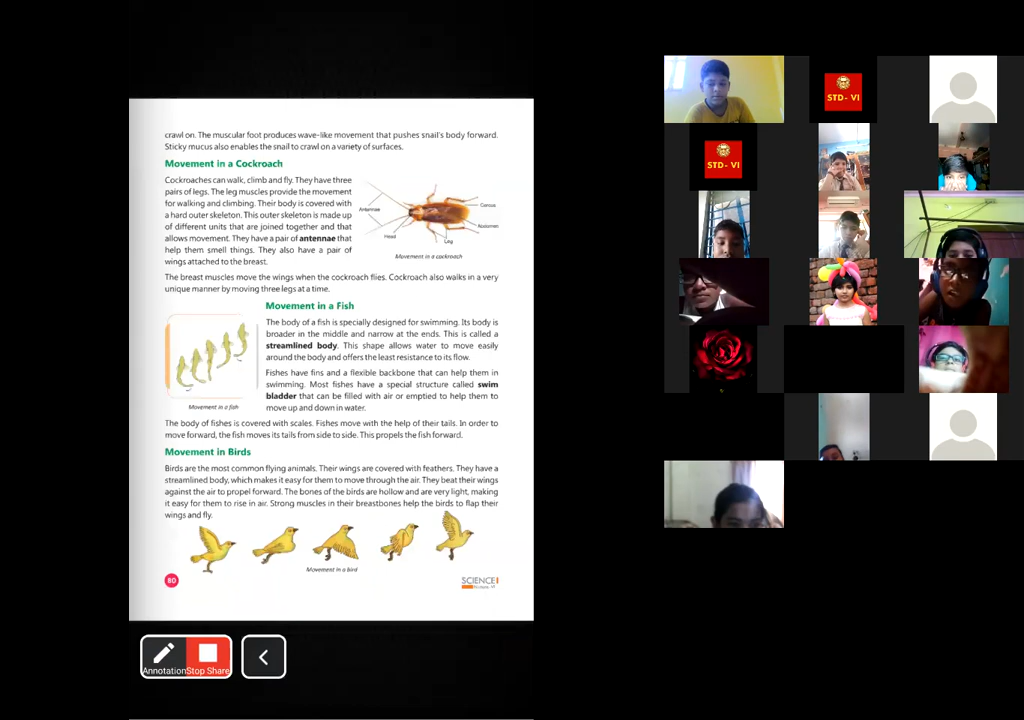 crawl on. The muscular foot produces wave-like movement that pushes snail's body forward.
Sticky mucus also enables the snail to crawl on a variety of surfaces.
Movement in a Cockroach
Cockroaches can walk, climb and fly. They have three
pairs of legs. The leg muscles provide the movement
for walking and climbing. Their body is covered with
a hard outer skeleton. This outer skeleton is made up
of different units that are joined together and that
allows movement. They have a pair of antennae that
help them smell things. They also have a pair of
wings attached to the breast.
Antennae
Head
Leg
Cercus
Abdomen
Movement in a cockroach
The breast muscles move the wings when the cockroach flies. Cockroach also walks in a very
unique manner by moving three legs at a time.
Movement in a Fish
The body of a fish is specially designed for swimming. Its body is
broader in the middle and narrow at the ends. This is called a
streamlined body. This shape allows water to move easily
around the body and offers the least resistance to its flow.
Fishes have fins and a flexible backbone that can help them in
swimming. Most fishes have a special structure called swim
bladder that can be filled with air or emptied to help them to
move up and down in water.
Movement in a fish
The body of fishes is covered with scales. Fishes move with the help of their tails. In order to
move forward, the fish moves its tails from side to side. This propels the fish forward.
Movement in Birds
Birds are the most common flying animals. Their wings are covered with feathers. They have a
streamlined body, which makes it easy for them to move through the air. They beat their wings
against the air to propel forward. The bones of the birds are hollow and are very light, making
it easy for them to rise in air. Strong muscles in their breastbones help the birds to flap their
wings and fly.
Movement in a bird
80
SCIENCE
Annotation
Stop Share
STD- VI
STD- VI